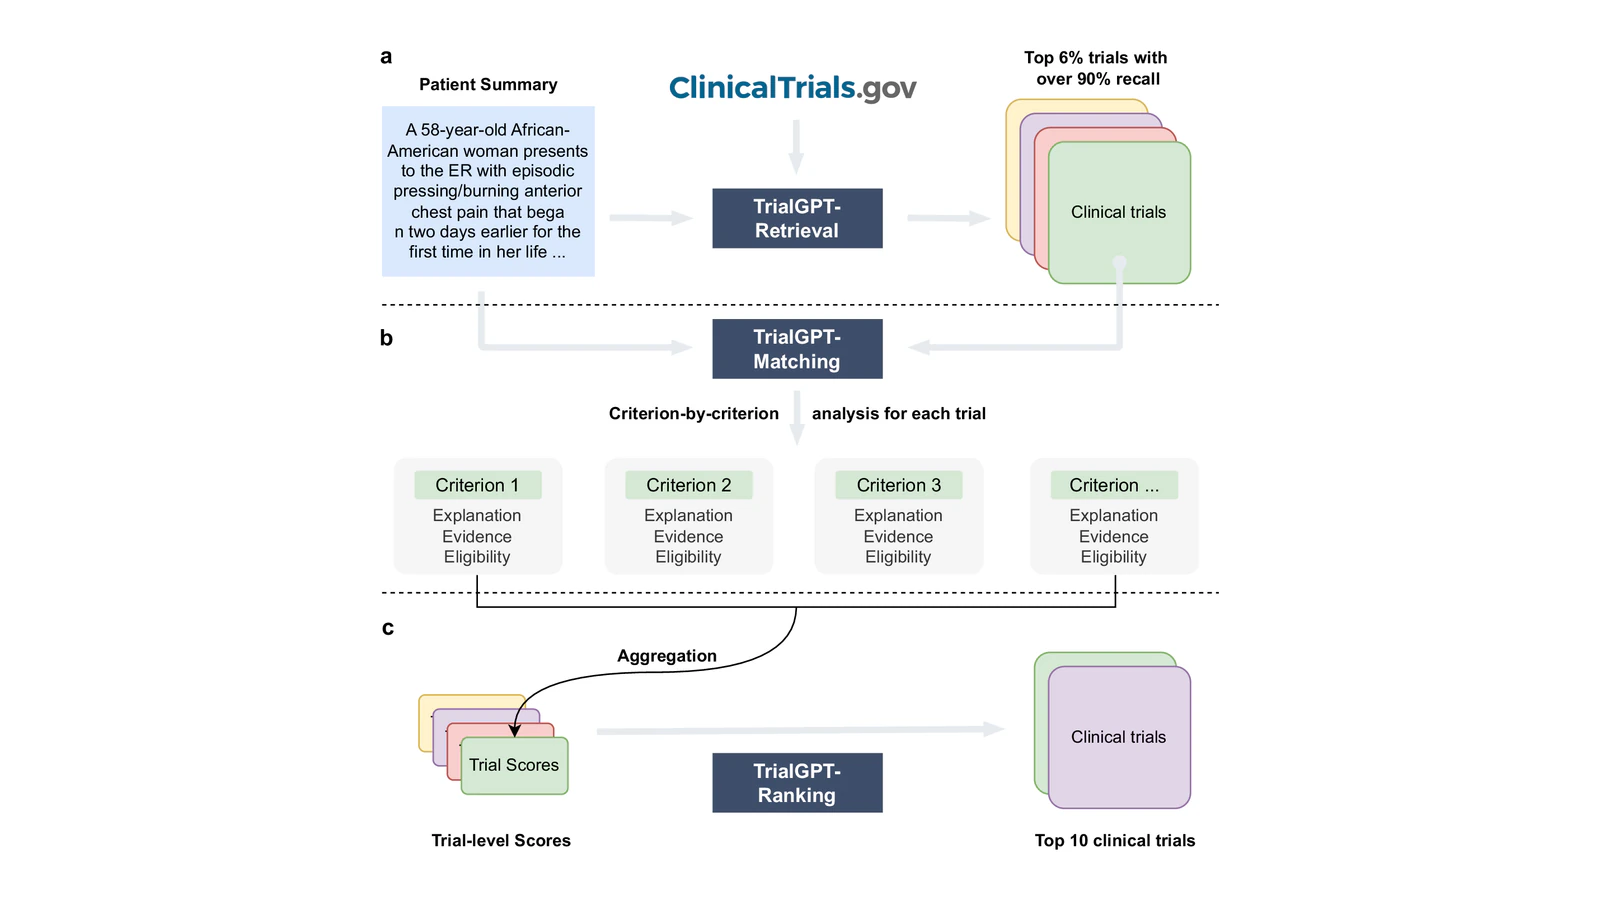 a
Patient Summary
A 58-year-old African-
American woman presents
to the ER with episodic
pressing/burning anterior
chest pain that bega
n two days earlier for the
first time in her life ...
ClinicalTrials.gov
TrialGPT-
Retrieval
Top 6% trials with
over 90% recall
Clinical trials
b
TrialGPT-
Matching
Criterion-by-criterion analysis for each trial
Criterion 1
Explanation
Evidence
Eligibility
Criterion 2
Explanation
Evidence
Eligibility
Criterion 3
Explanation
Evidence
Eligibility
Criterion ...
Explanation
Evidence
Eligibility
c
Aggregation
Trial Scores
Trial-level Scores
TrialGPT-
Ranking
Clinical trials
Top 10 clinical trials